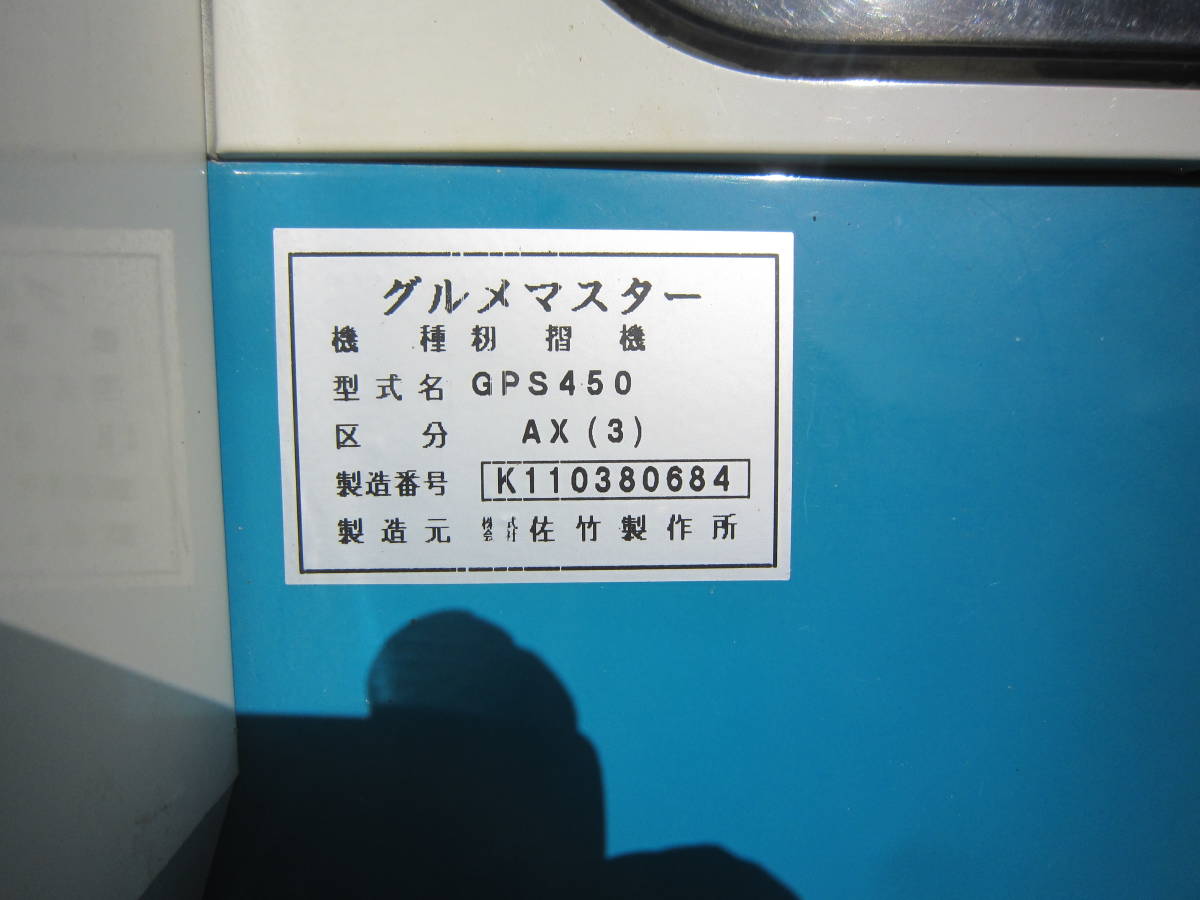 グルメマスター
機種 籾摺機
型式名 GPS450
区分 AX(3)
製造番号 K110380684
製造元 株式会社 佐竹製作所